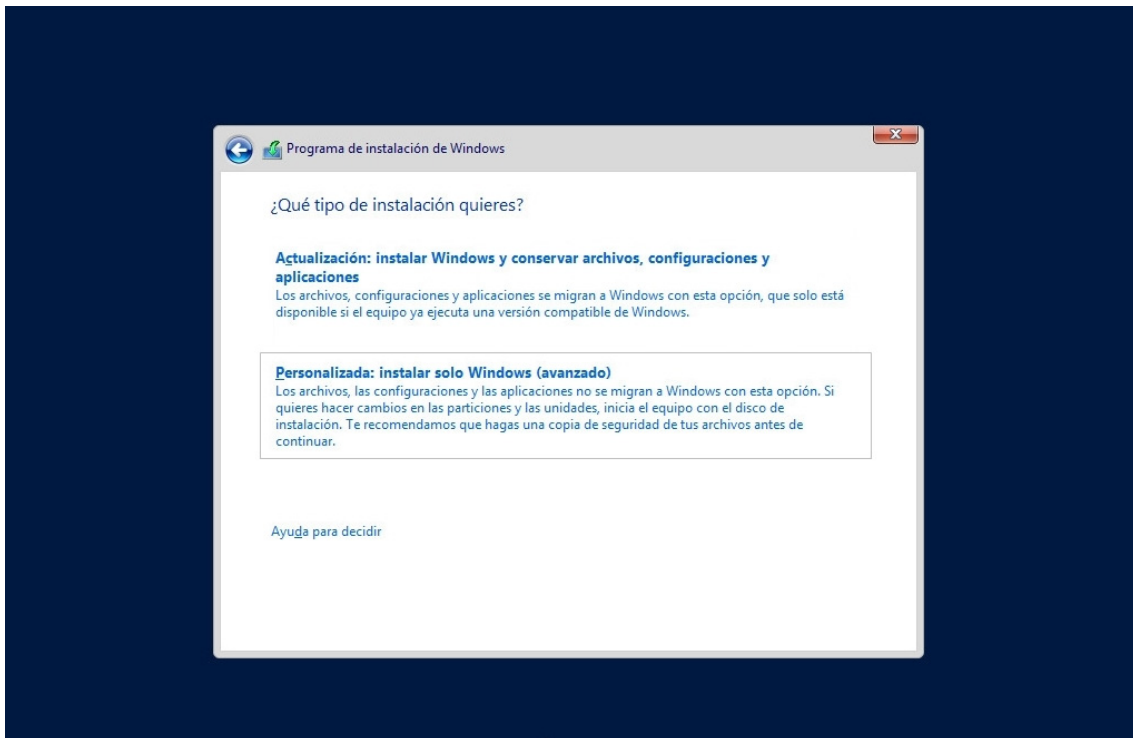 Programa de instalación de Windows
¿Qué tipo de instalación quieres?
Actualización: instalar Windows y conservar archivos, configuraciones y
aplicaciones
Los archivos, configuraciones y aplicaciones se migran a Windows con esta opción, que solo está
disponible si el equipo ya ejecuta una versión compatible de Windows.
Personalizada: instalar solo Windows (avanzado)
Los archivos, las configuraciones y las aplicaciones no se migran a Windows con esta opción. Si
quieres hacer cambios en las particiones y las unidades, inicia el equipo con el disco de
instalación. Te recomendamos que hagas una copia de seguridad de tus archivos antes de
continuar.
Ayuda para decidir